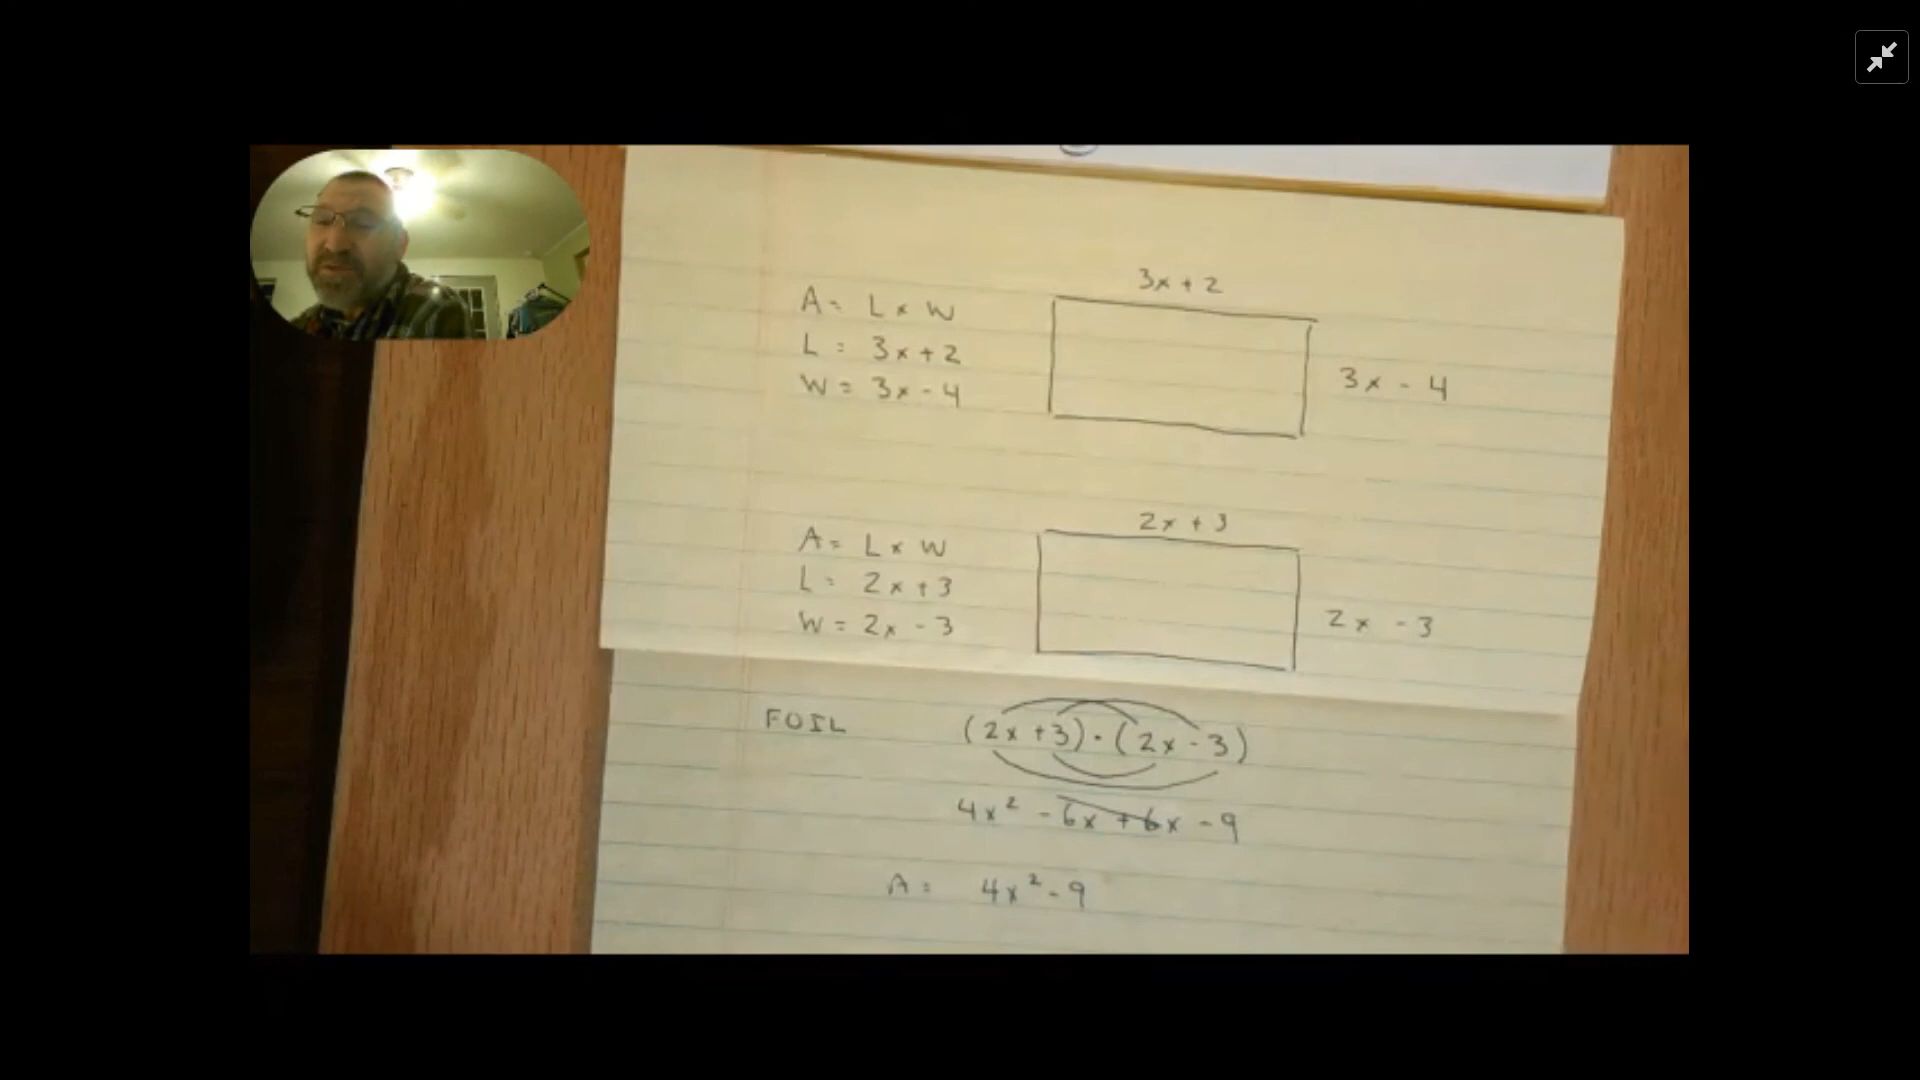 3x + 2
A = L x W
L = 3x + 2
W = 3x - 4
3x - 4
2x + 3
A = L x W
L = 2x + 3
W = 2x - 3
2x - 3
FOIL (2x + 3) · (2x - 3)
4x² - 6x + 6x - 9
A = 4x² - 9